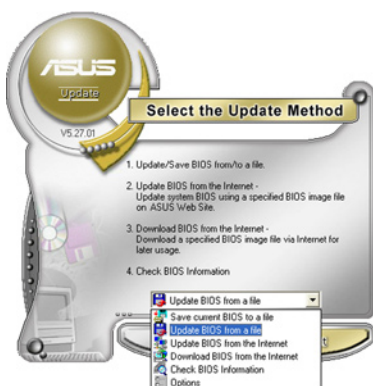 ASUS
Update
V5.27.01
Select the Update Method
1. Update/Save BIOS from/to a file.
2. Update BIOS from the Internet -
Update system BIOS using a specified BIOS image file
on ASUS Web Site.
3. Download BIOS from the Internet -
Download a specified BIOS image file via Internet for
later usage.
4. Check BIOS Information
Update BIOS from a file
Save current BIOS to a file
Update BIOS from a file
Update BIOS from the Internet
Download BIOS from the Internet
Check BIOS Information
Options